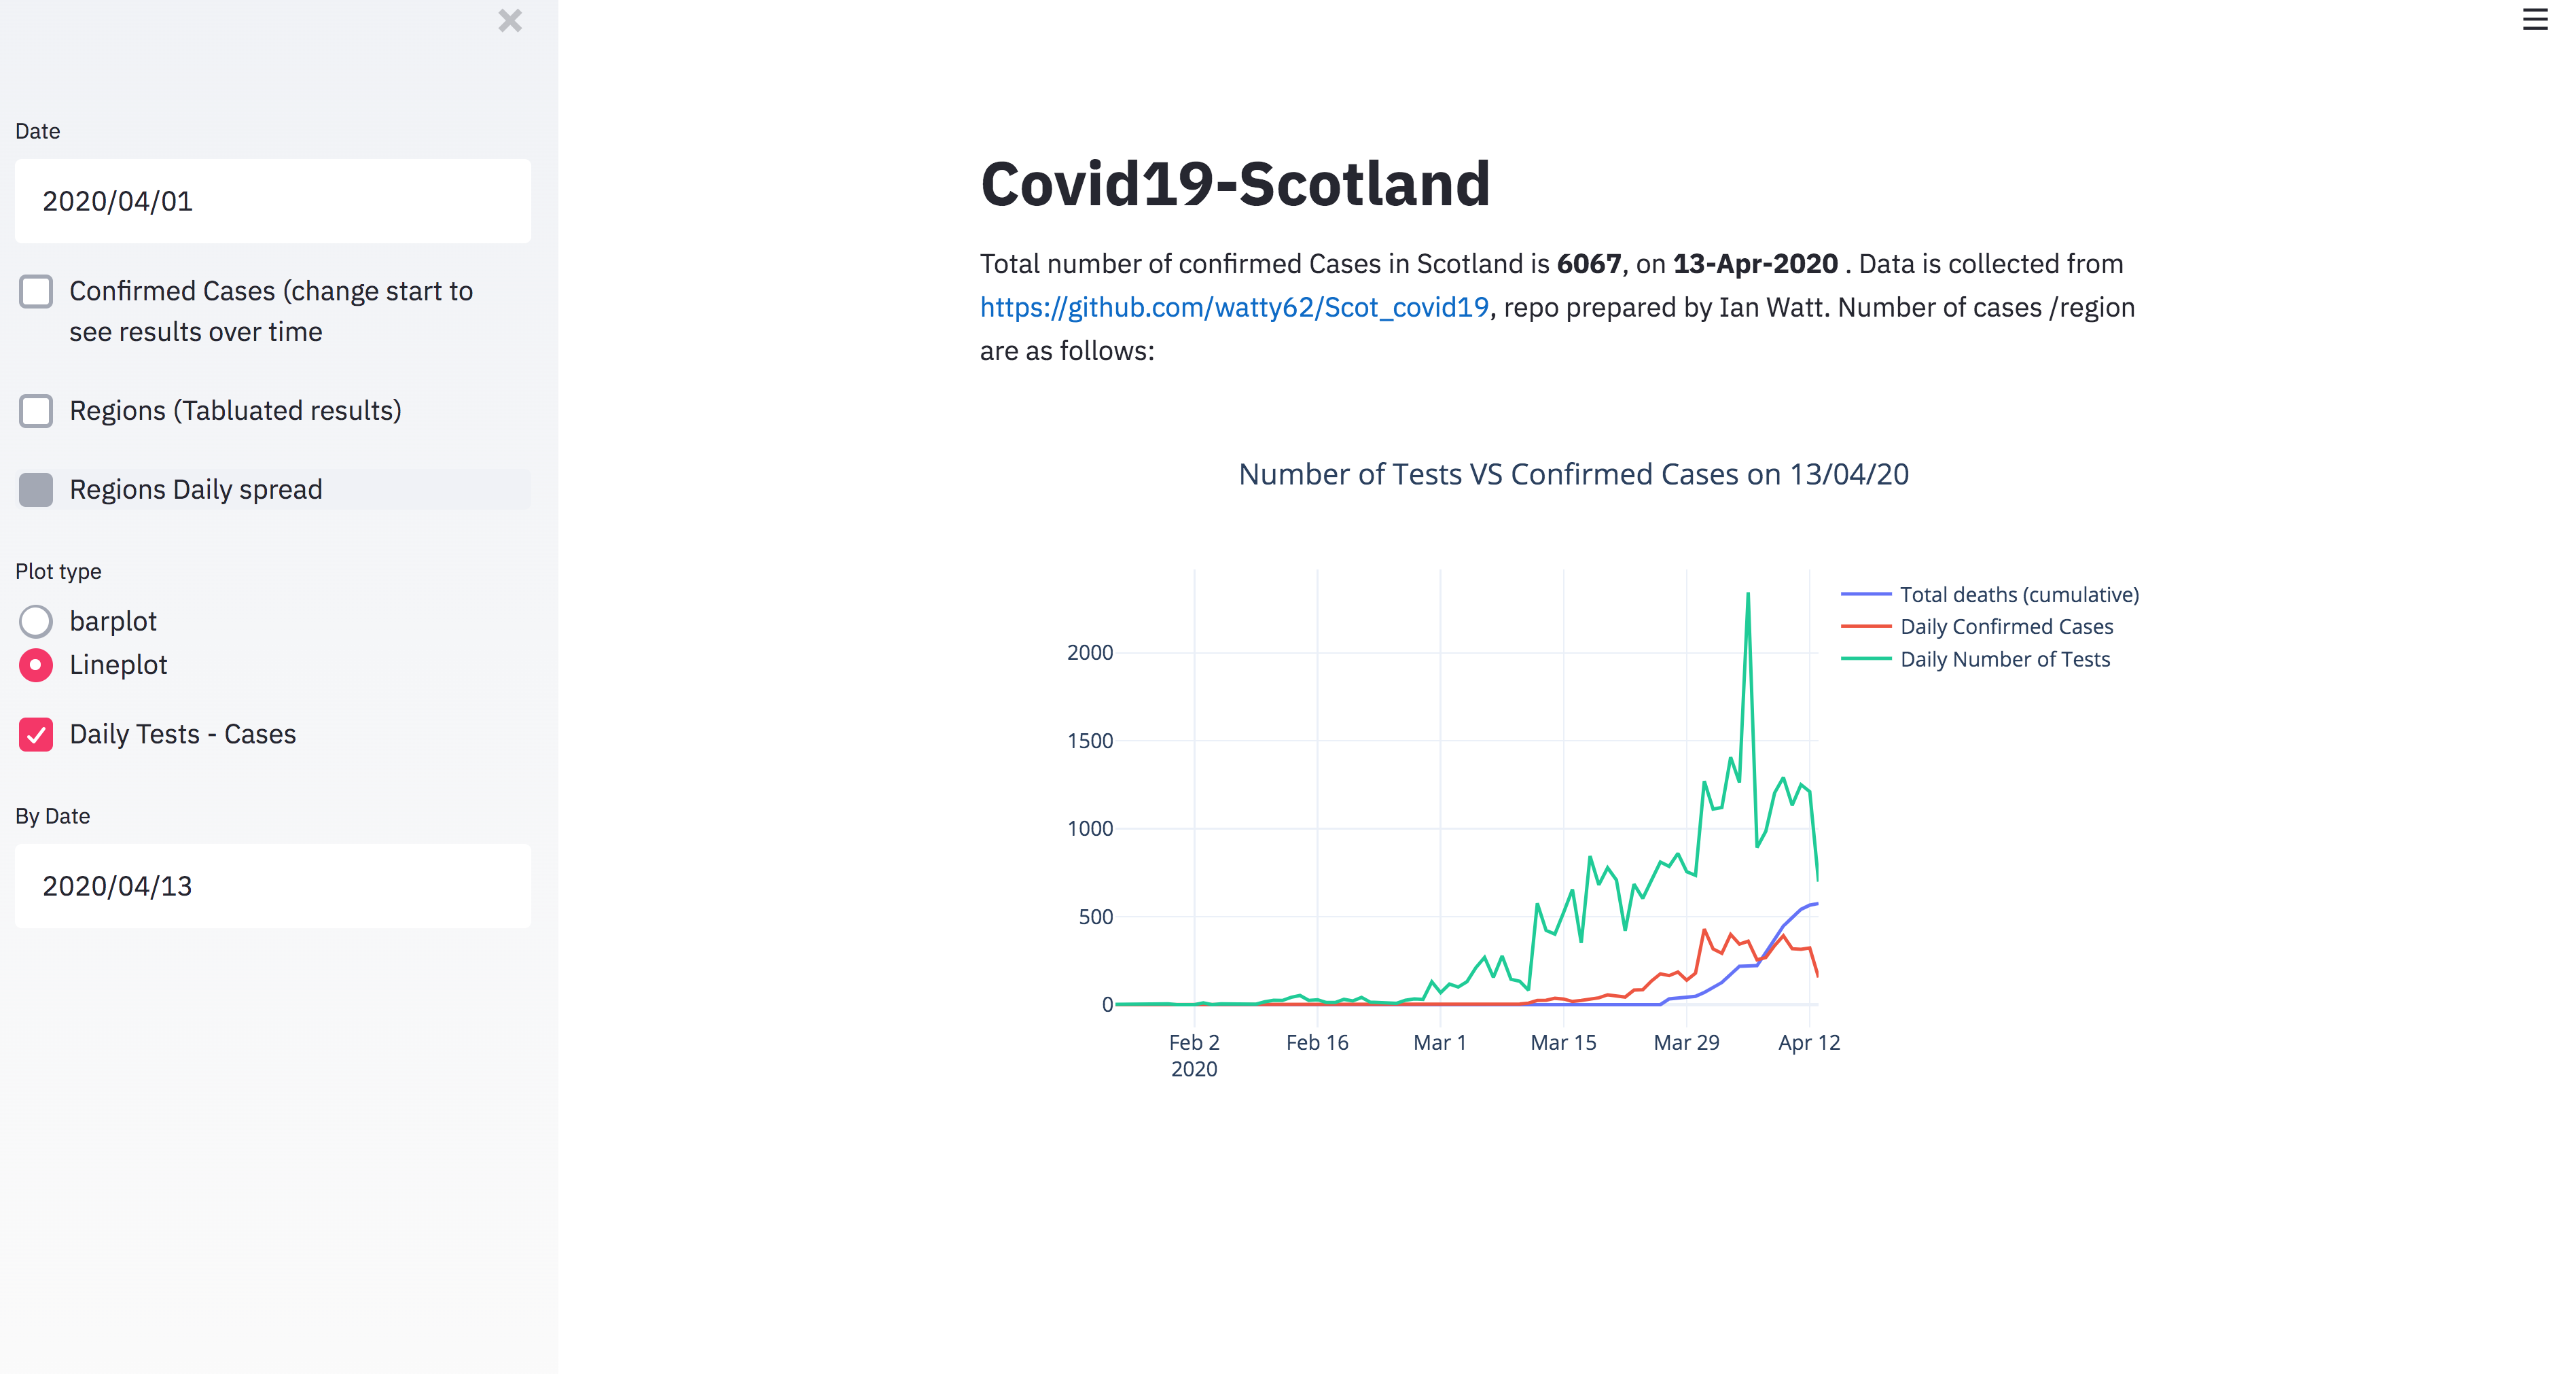 Date
2020/04/01
Confirmed Cases (change start to
see results over time
Regions (Tabluated results)
Regions Daily spread
Plot type
barplot
Lineplot
Daily Tests - Cases
By Date
2020/04/13
Covid19-Scotland
Total number of confirmed Cases in Scotland is 6067, on 13-Apr-2020 . Data is collected from
https://github.com/watty62/Scot_covid19, repo prepared by Ian Watt. Number of cases /region
are as follows:
Number of Tests VS Confirmed Cases on 13/04/20
Total deaths (cumulative)
Daily Confirmed Cases
Daily Number of Tests
2000
1500
1000
500
0
Feb 2 Feb 16 Mar 1 Mar 15 Mar 29 Apr 12
2020